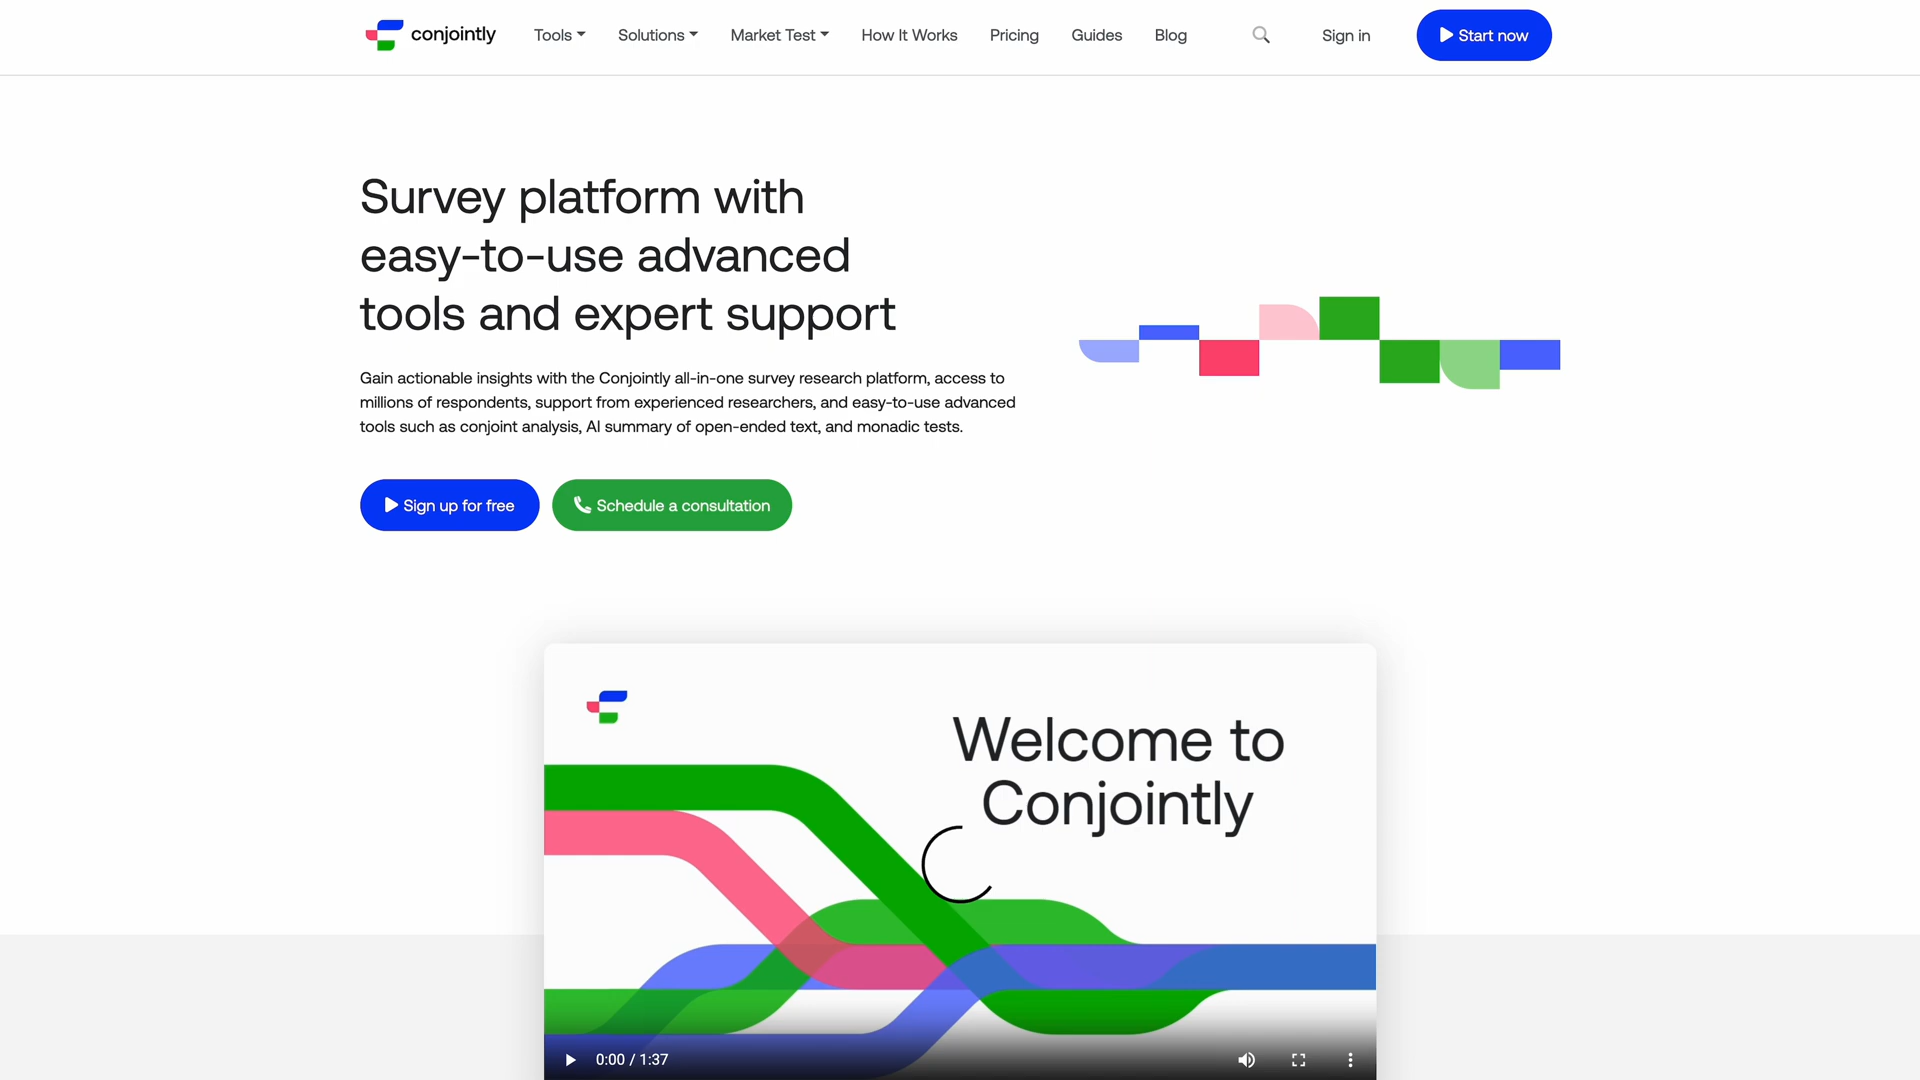 conjointly
Tools
Solutions
Market Test
How It Works
Pricing
Guides
Blog
Sign in
Start now
Survey platform with
easy-to-use advanced
tools and expert support
Gain actionable insights with the Conjointly all-in-one survey research platform, access to
millions of respondents, support from experienced researchers, and easy-to-use advanced
tools such as conjoint analysis, AI summary of open-ended text, and monadic tests.
Sign up for free
Schedule a consultation
Welcome to
Conjointly
0:00 / 1:37